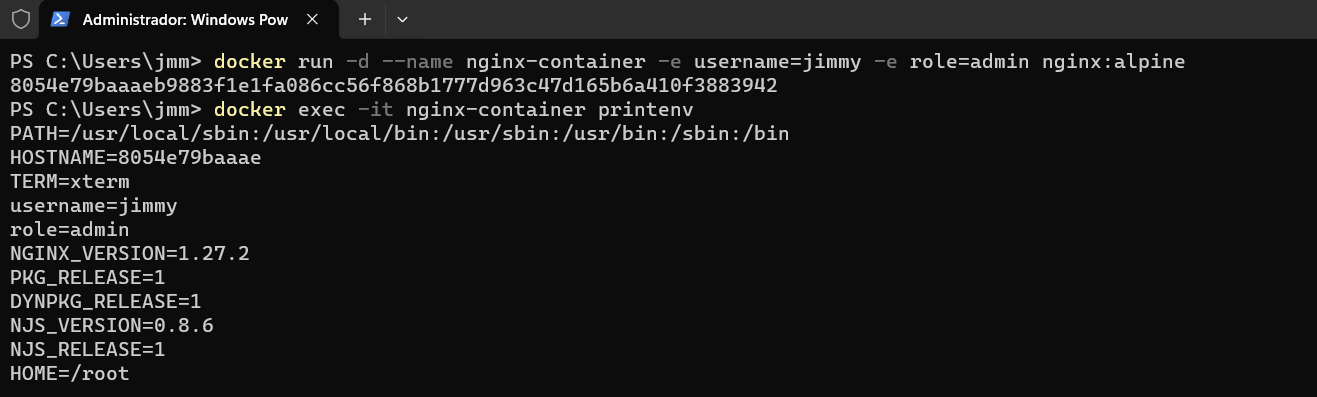 Administrador: Windows Pow
PS C:\Users\jmm> docker run -d --name nginx-container -e username=jimmy -e role=admin nginx:alpine
8054e79baaaeb9883f1e1fa086cc56f868b1777d963c47d165b6a410f3883942
PS C:\Users\jmm> docker exec -it nginx-container printenv
PATH=/usr/local/sbin:/usr/local/bin:/usr/sbin:/usr/bin:/sbin:/bin
HOSTNAME=8054e79baaae
TERM=xterm
username=jimmy
role=admin
NGINX_VERSION=1.27.2
PKG_RELEASE=1
DYNPKG_RELEASE=1
NJS_VERSION=0.8.6
NJS_RELEASE=1
HOME=/root